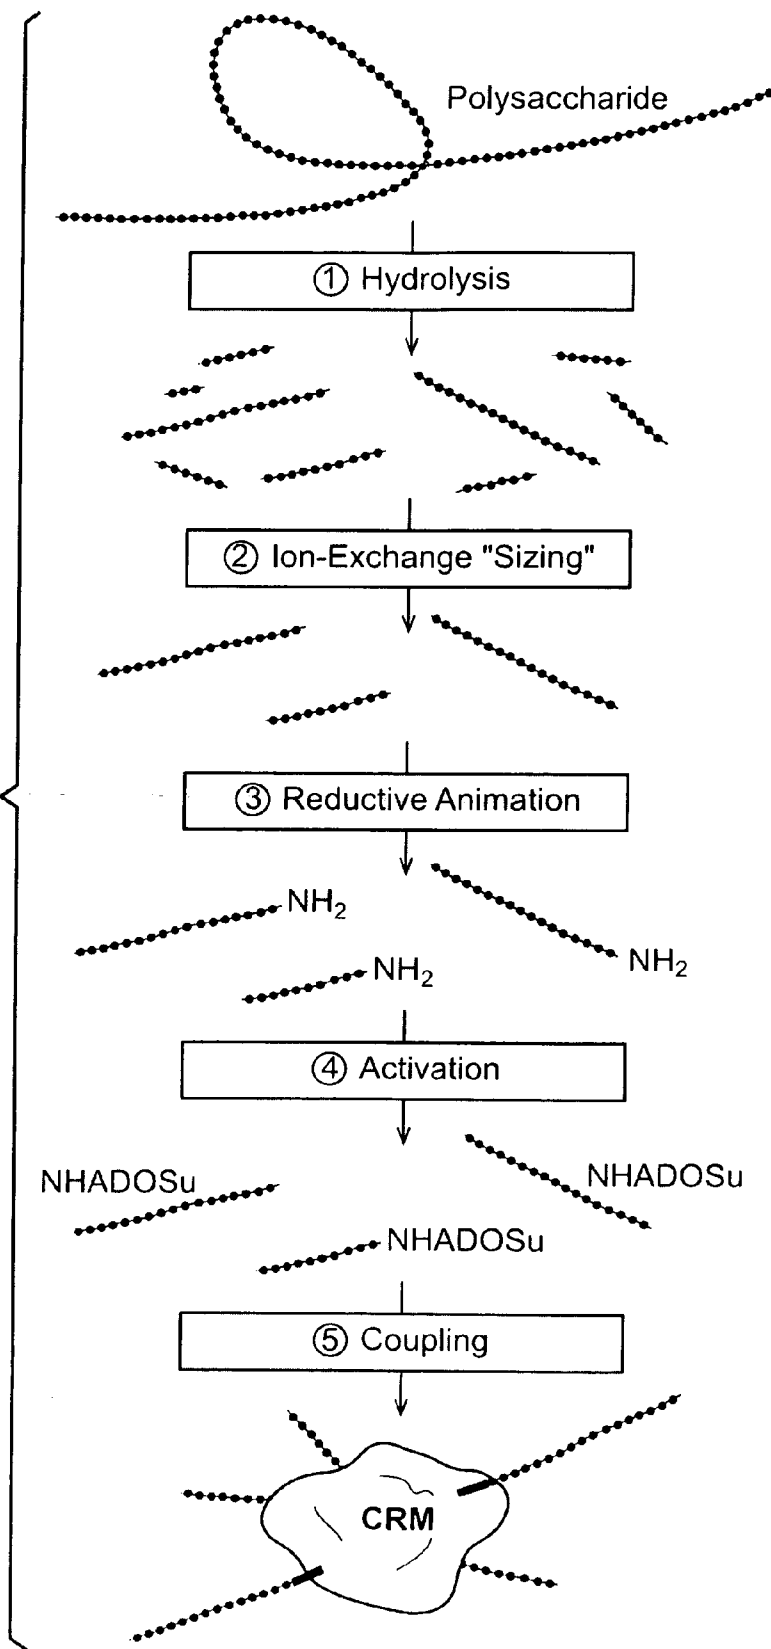 Polysaccharide
① Hydrolysis
② Ion-Exchange "Sizing"
③ Reductive Animation
NH₂
NH₂
NH₂
④ Activation
NHADOSu
NHADOSu
NHADOSu
⑤ Coupling
CRM